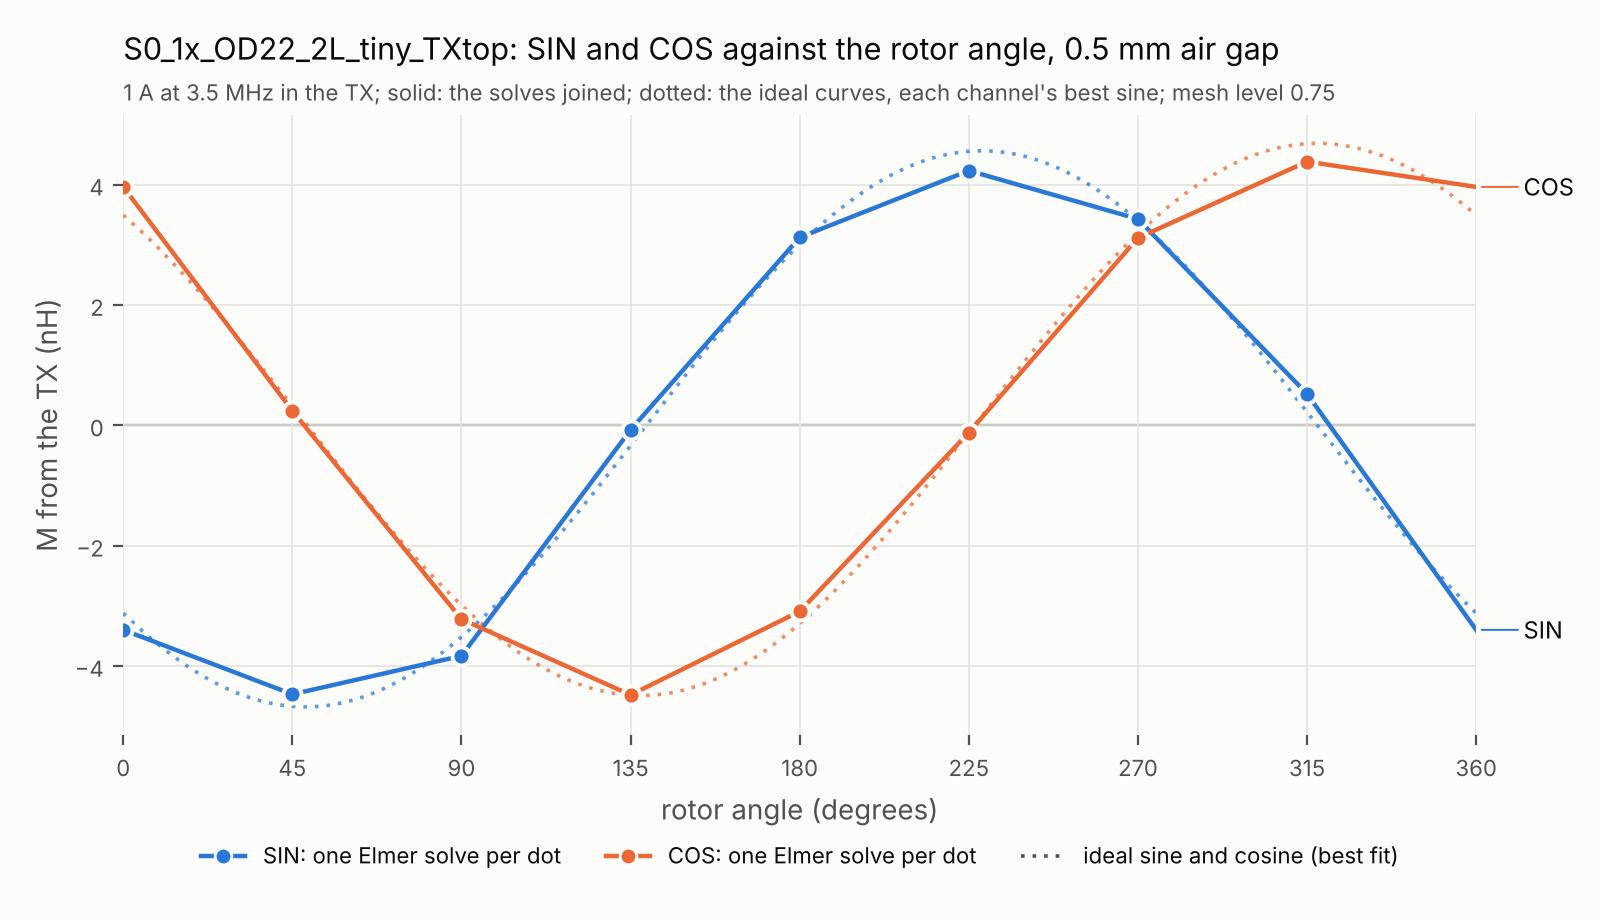 S0_1x_OD22_2L_tiny_TXtop: SIN and COS against the rotor angle, 0.5 mm air gap
1 A at 3.5 MHz in the TX; solid: the solves joined; dotted: the ideal curves, each channel's best sine; mesh level 0.75
M from the TX (nH)
4
2
0
−2
−4
COS
SIN
0 45 90 135 180 225 270 315 360
rotor angle (degrees)
SIN: one Elmer solve per dot COS: one Elmer solve per dot ideal sine and cosine (best fit)